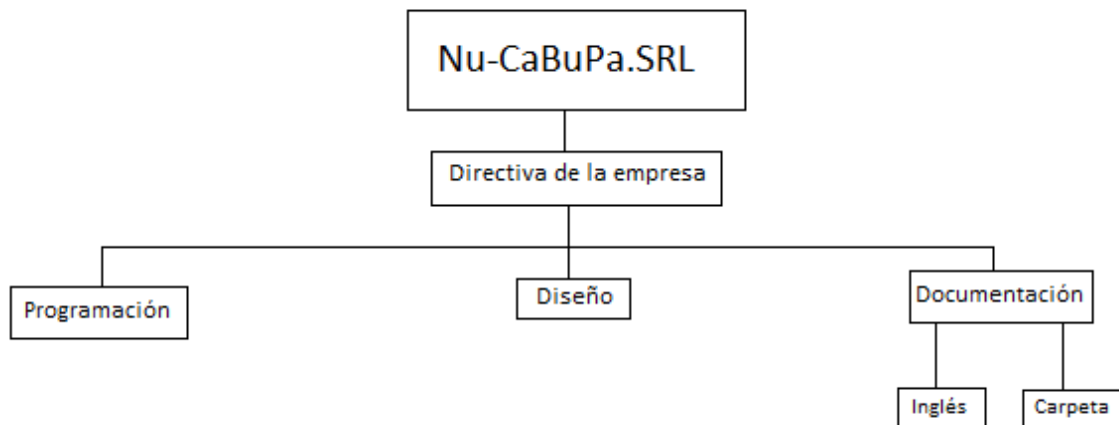 Nu-CaBuPa.SRL
Directiva de la empresa
Programación
Diseño
Documentación
Inglés
Carpeta